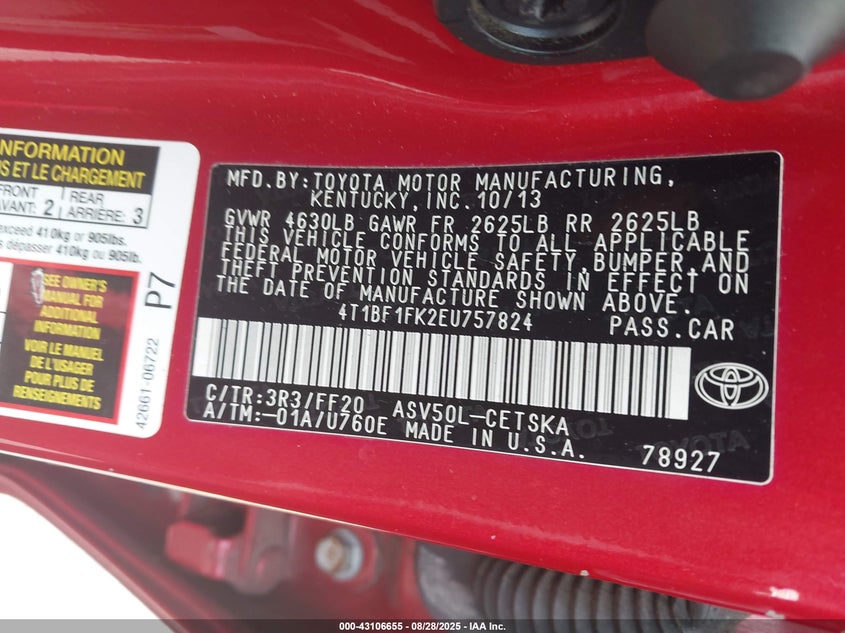 INFORMATION
S ET LE CHARGEMENT
FRONT
AVANT: 2
REAR
ARRIÈRE: 3
exceed 410kg or 905lbs.
dépasser 410kg ou 905lb.
SEE OWNER'S
MANUAL FOR
ADDITIONAL
INFORMATION
VOIR LE MANUEL
DE L'USAGER
POUR PLUS DE
RENSEIGNEMENTS
P7
42661-06722
MFD.BY:TOYOTA MOTOR MANUFACTURING,
KENTUCKY,INC.10/13
GVWR 4630LB GAWR FR 2625LB RR 2625LB
THIS VEHICLE CONFORMS TO ALL APPLICABLE
FEDERAL MOTOR VEHICLE SAFETY,BUMPER,AND
THEFT PREVENTION STANDARDS IN EFFECT ON
THE DATE OF MANUFACTURE SHOWN ABOVE.
4T1BF1FK2EU757824 PASS.CAR
C/TR:3R3/FF20 ASV50L-CETSKA
A/TM:-01A/U760E MADE IN U.S.A.
78927
000-43106655 - 08/28/2025 - IAA Inc.